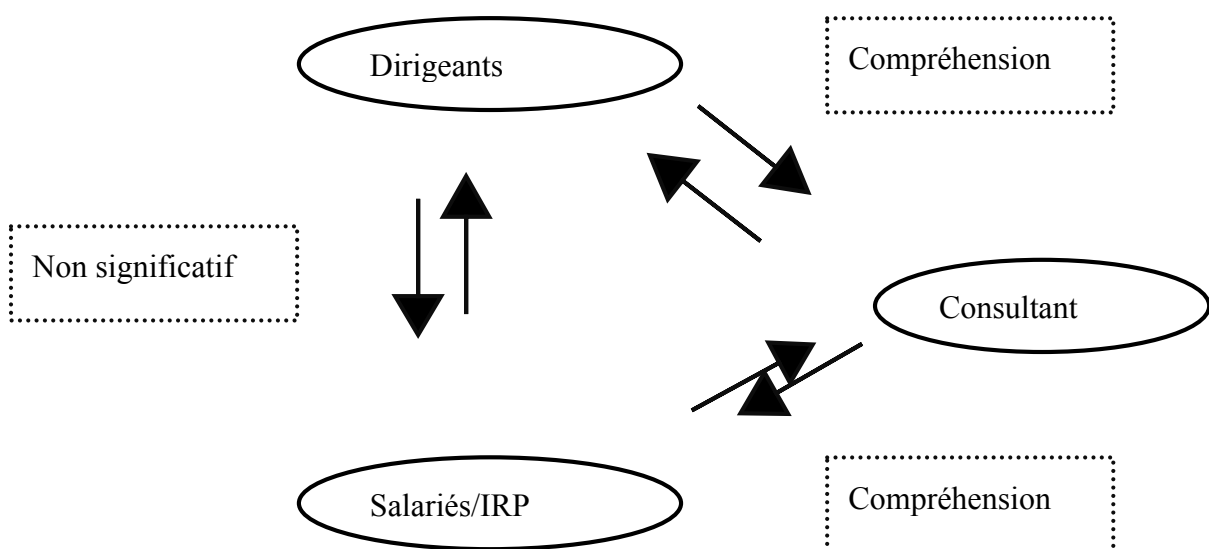 Dirigeants
Compréhension
Non significatif
Consultant
Salariés/IRP
Compréhension